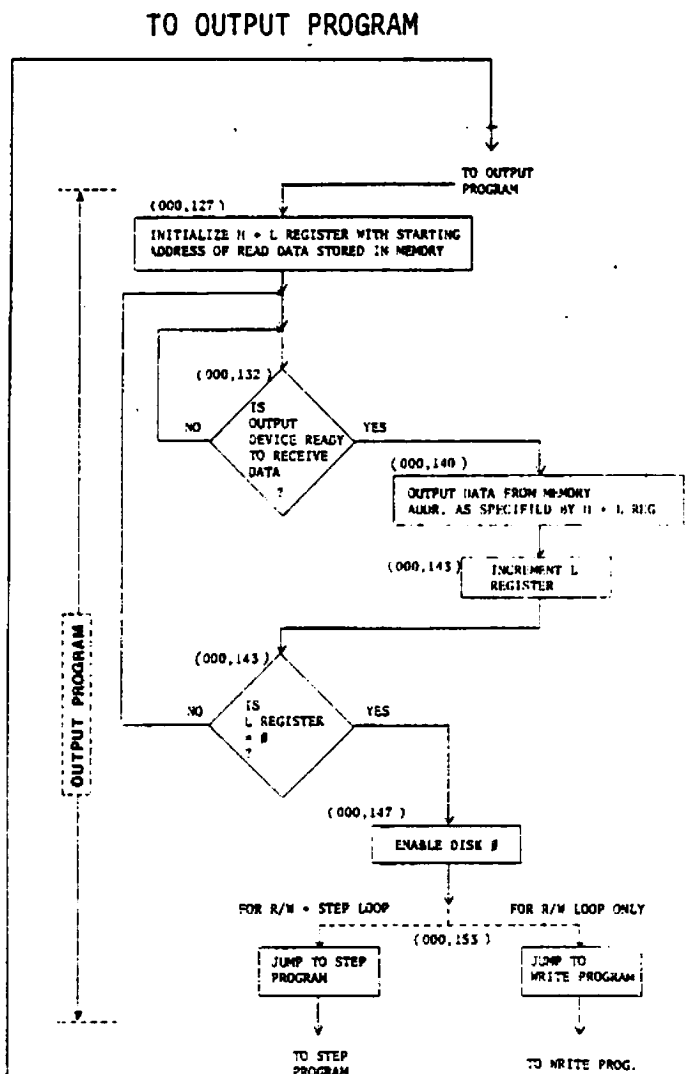 TO OUTPUT PROGRAM
TO OUTPUT
PROGRAM
(000,127)
INITIALIZE H + L REGISTER WITH STARTING
ADDRESS OF READ DATA STORED IN MEMORY
(000,132)
IS
OUTPUT
DEVICE READY
TO RECEIVE
DATA
?
NO
YES
(000,140)
OUTPUT DATA FROM MEMORY
ADDR. AS SPECIFIED BY H + L REG
(000,143)
INCREMENT L
REGISTER
OUTPUT PROGRAM
(000,143)
IS
L REGISTER
= Ø
?
NO
YES
(000,147)
ENABLE DISK Ø
FOR R/W + STEP LOOP
FOR R/W LOOP ONLY
(000,153)
JUMP TO STEP
PROGRAM
JUMP TO
WRITE PROGRAM
TO STEP
PROGRAM
TO WRITE PROG.